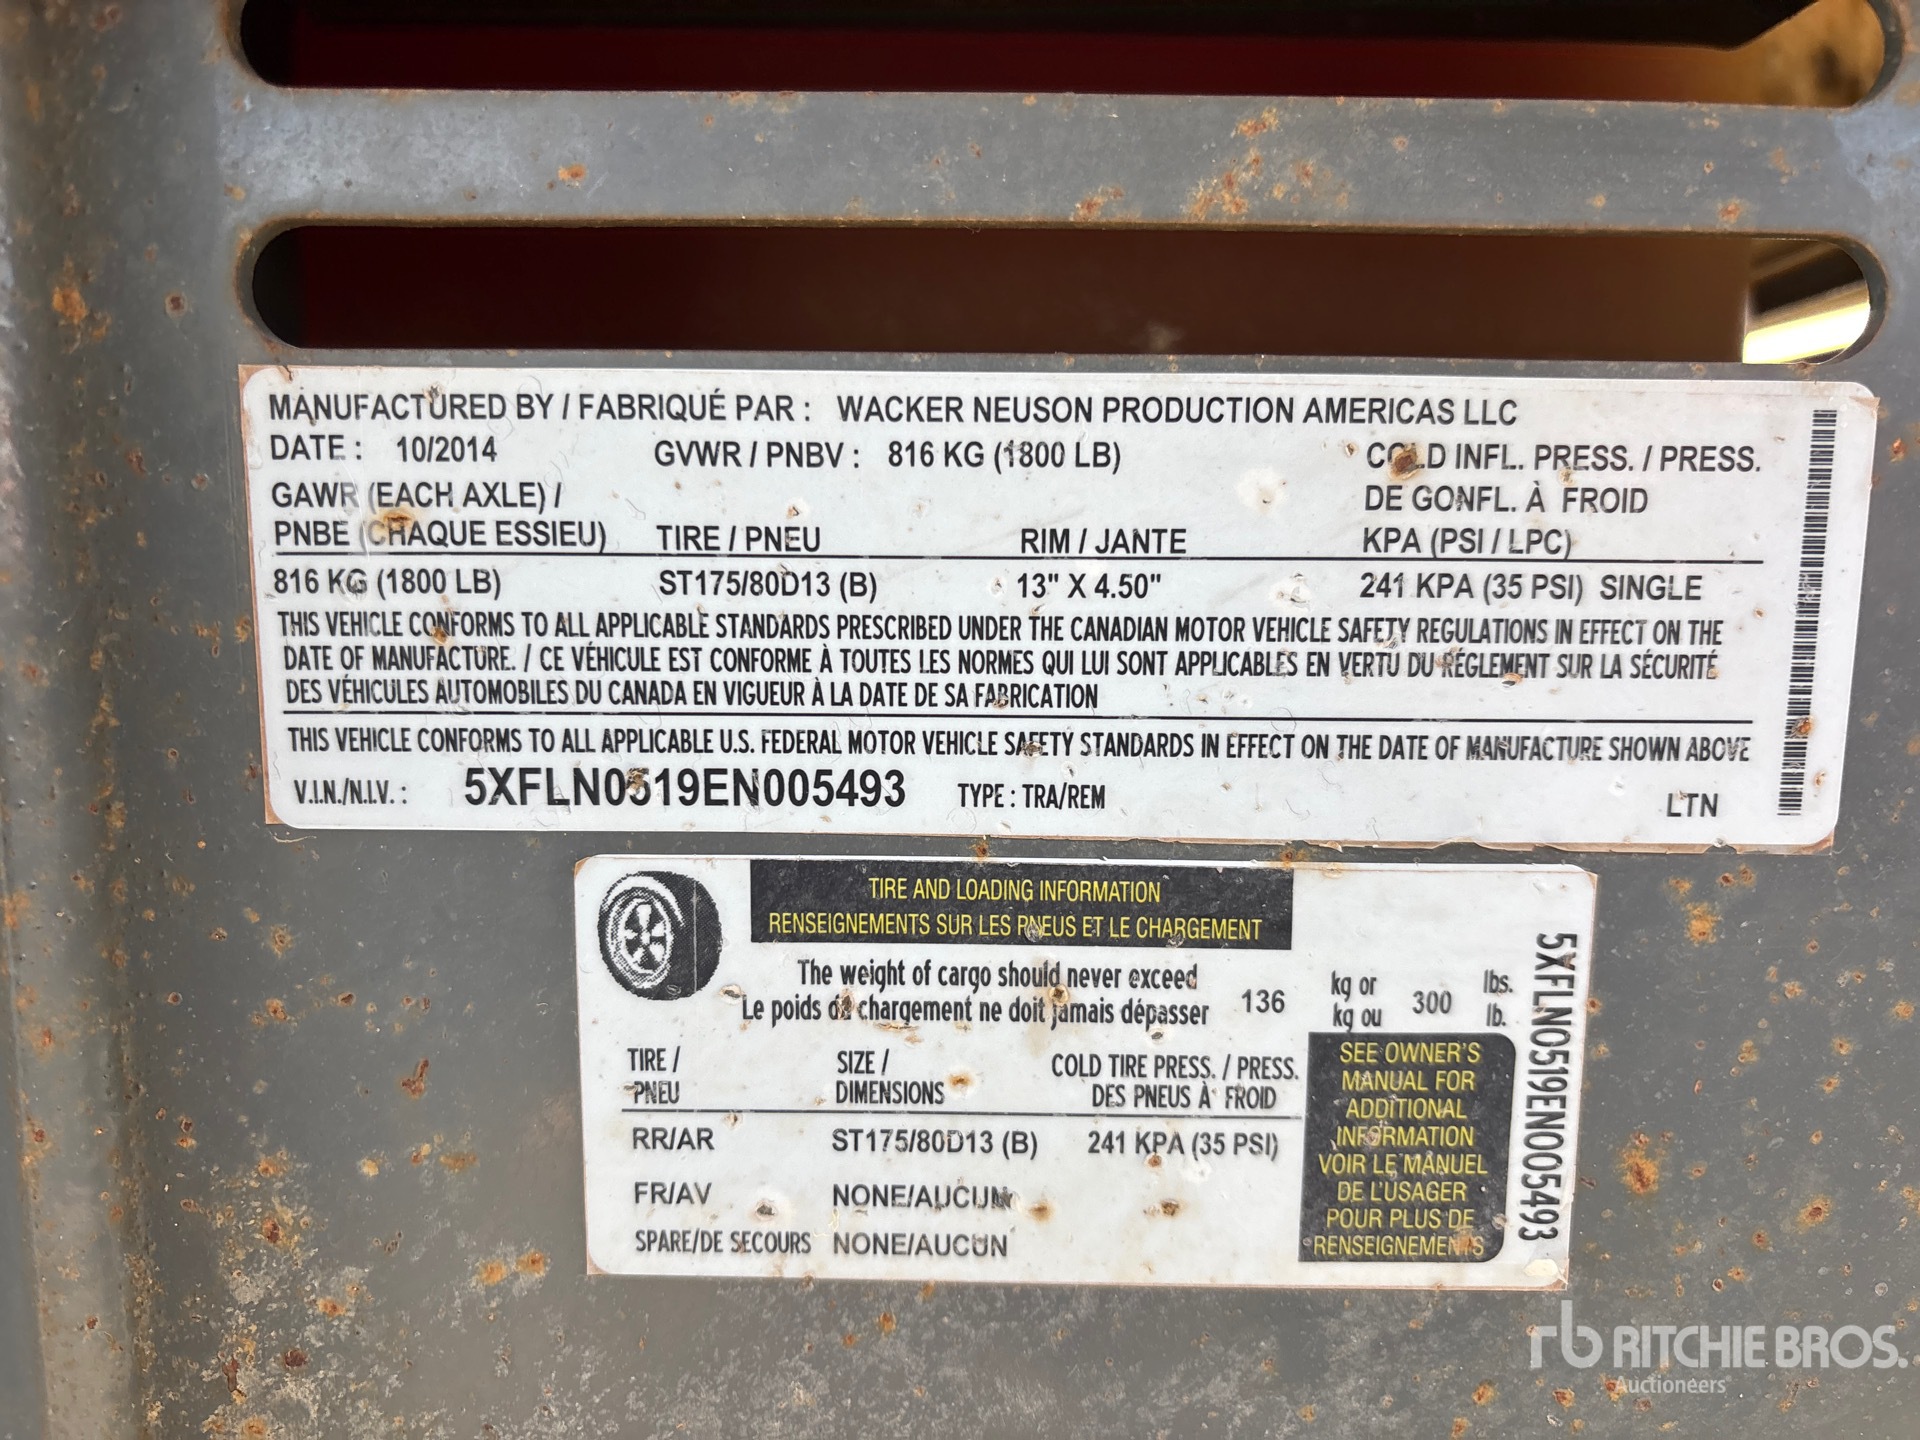 MANUFACTURED BY / FABRIQUÉ PAR : WACKER NEUSON PRODUCTION AMERICAS LLC
DATE : 10/2014 GVWR / PNBV : 816 KG (1800 LB) COLD INFL. PRESS. / PRESS.
GAWR (EACH AXLE) / DE GONFL. À FROID
PNBE (CHAQUE ESSIEU) TIRE / PNEU RIM / JANTE KPA (PSI / LPC)
816 KG (1800 LB) ST175/80D13 (B) 13" X 4.50" 241 KPA (35 PSI) SINGLE
THIS VEHICLE CONFORMS TO ALL APPLICABLE STANDARDS PRESCRIBED UNDER THE CANADIAN MOTOR VEHICLE SAFETY REGULATIONS IN EFFECT ON THE
DATE OF MANUFACTURE. / CE VÉHICULE EST CONFORME À TOUTES LES NORMES QUI LUI SONT APPLICABLES EN VERTU DU RÉGLEMENT SUR LA SÉCURITÉ
DES VÉHICULES AUTOMOBILES DU CANADA EN VIGUEUR À LA DATE DE SA FABRICATION
THIS VEHICLE CONFORMS TO ALL APPLICABLE U.S. FEDERAL MOTOR VEHICLE SAFETY STANDARDS IN EFFECT ON THE DATE OF MANUFACTURE SHOWN ABOVE
V.I.N./N.I.V. : 5XFLN0519EN005493 TYPE : TRA/REM LTN
TIRE AND LOADING INFORMATION
RENSEIGNEMENTS SUR LES PNEUS ET LE CHARGEMENT
The weight of cargo should never exceed 136 kg or 300 lbs.
Le poids de chargement ne doit jamais dépasser kg ou lb.
TIRE / SIZE / COLD TIRE PRESS. / PRESS.
PNEU DIMENSIONS DES PNEUS À FROID
RR/AR ST175/80D13 (B) 241 KPA (35 PSI)
FR/AV NONE/AUCUN
SPARE/DE SECOURS NONE/AUCUN
SEE OWNER'S
MANUAL FOR
ADDITIONAL
INFORMATION
VOIR LE MANUEL
DE L'USAGER
POUR PLUS DE
RENSEIGNEMENTS
5XFLN0519EN005493
rb RITCHIE BROS.
Auctioneers